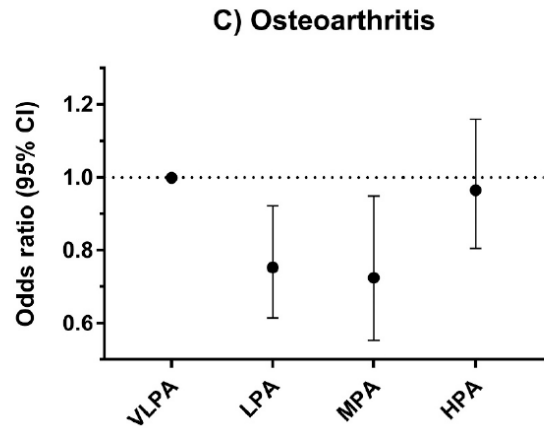 C) Osteoarthritis
Odds ratio (95% CI)
1.2
1.0
0.8
0.6
VLPA
LPA
MPA
HPA